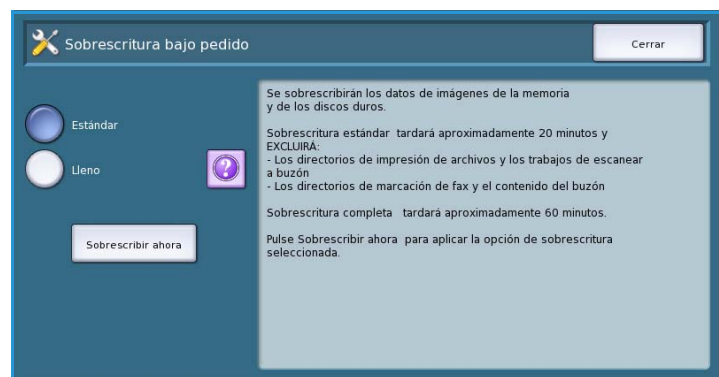 Sobrescritura bajo pedido
Cerrar
Estándar
Lleno
?
Sobrescribir ahora
Se sobrescribirán los datos de imágenes de la memoria
y de los discos duros.
Sobrescritura estándar tardará aproximadamente 20 minutos y
EXCLUIRÁ:
- Los directorios de impresión de archivos y los trabajos de escanear
a buzón
- Los directorios de marcación de fax y el contenido del buzón
Sobrescritura completa tardará aproximadamente 60 minutos.
Pulse Sobrescribir ahora para aplicar la opción de sobrescritura
seleccionada.